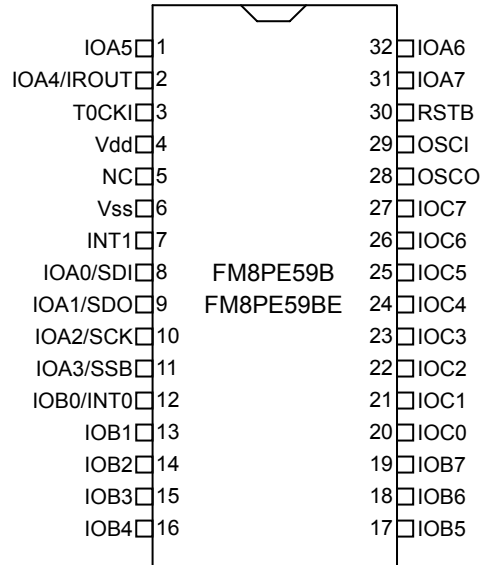 IOA5 1 32 IOA6
IOA4/IROUT 2 31 IOA7
T0CKI 3 30 RSTB
Vdd 4 29 OSCI
NC 5 28 OSCO
Vss 6 27 IOC7
INT1 7 26 IOC6
IOA0/SDI 8 FM8PE59B 25 IOC5
IOA1/SDO 9 FM8PE59BE 24 IOC4
IOA2/SCK 10 23 IOC3
IOA3/SSB 11 22 IOC2
IOB0/INT0 12 21 IOC1
IOB1 13 20 IOC0
IOB2 14 19 IOB7
IOB3 15 18 IOB6
IOB4 16 17 IOB5